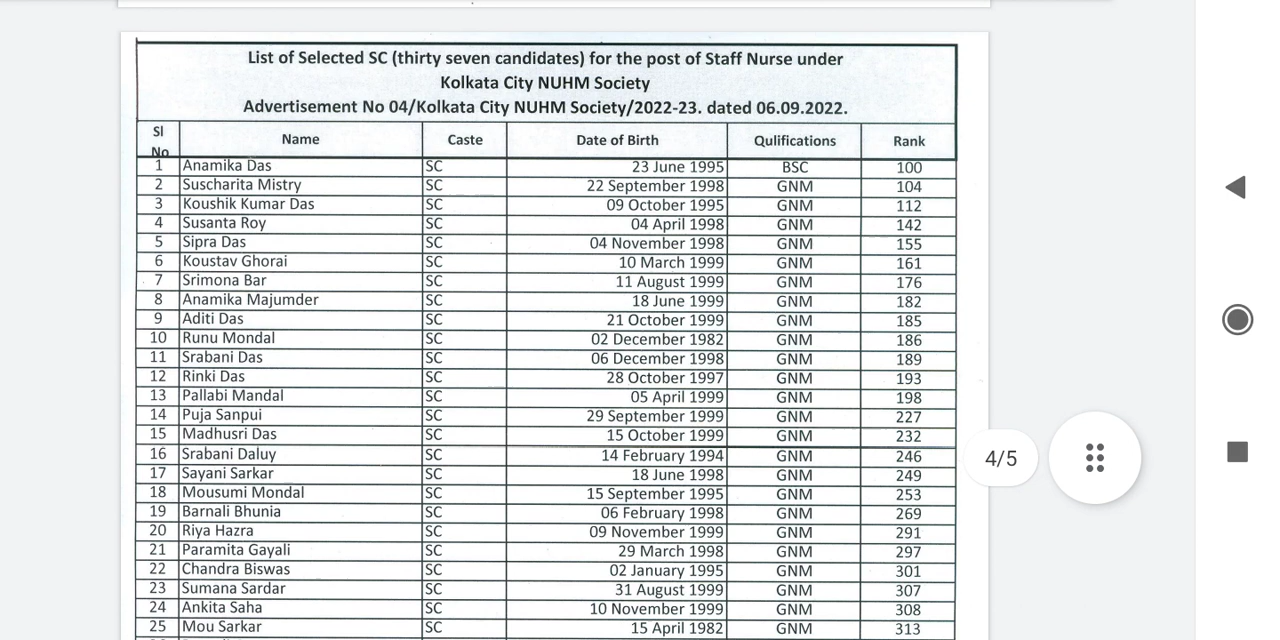 List of Selected SC (thirty seven candidates) for the post of Staff Nurse under
Kolkata City NUHM Society
Advertisement No 04/Kolkata City NUHM Society/2022-23. dated 06.09.2022.
Sl No Name Caste Date of Birth Qulifications Rank
1 Anamika Das SC 23 June 1995 BSC 100
2 Suscharita Mistry SC 22 September 1998 GNM 104
3 Koushik Kumar Das SC 09 October 1995 GNM 112
4 Susanta Roy SC 04 April 1998 GNM 142
5 Sipra Das SC 04 November 1998 GNM 155
6 Koustav Ghorai SC 10 March 1999 GNM 161
7 Srimona Bar SC 11 August 1999 GNM 176
8 Anamika Majumder SC 18 June 1999 GNM 182
9 Aditi Das SC 21 October 1999 GNM 185
10 Runu Mondal SC 02 December 1982 GNM 186
11 Srabani Das SC 06 December 1998 GNM 189
12 Rinki Das SC 28 October 1997 GNM 193
13 Pallabi Mandal SC 05 April 1999 GNM 198
14 Puja Sanpui SC 29 September 1999 GNM 227
15 Madhusri Das SC 15 October 1999 GNM 232
16 Srabani Daluy SC 14 February 1994 GNM 246
17 Sayani Sarkar SC 18 June 1998 GNM 249
18 Mousumi Mondal SC 15 September 1995 GNM 253
19 Barnali Bhunia SC 06 February 1998 GNM 269
20 Riya Hazra SC 09 November 1999 GNM 291
21 Paramita Gayali SC 29 March 1998 GNM 297
22 Chandra Biswas SC 02 January 1995 GNM 301
23 Sumana Sardar SC 31 August 1999 GNM 307
24 Ankita Saha SC 10 November 1999 GNM 308
25 Mou Sarkar SC 15 April 1982 GNM 313
4/5